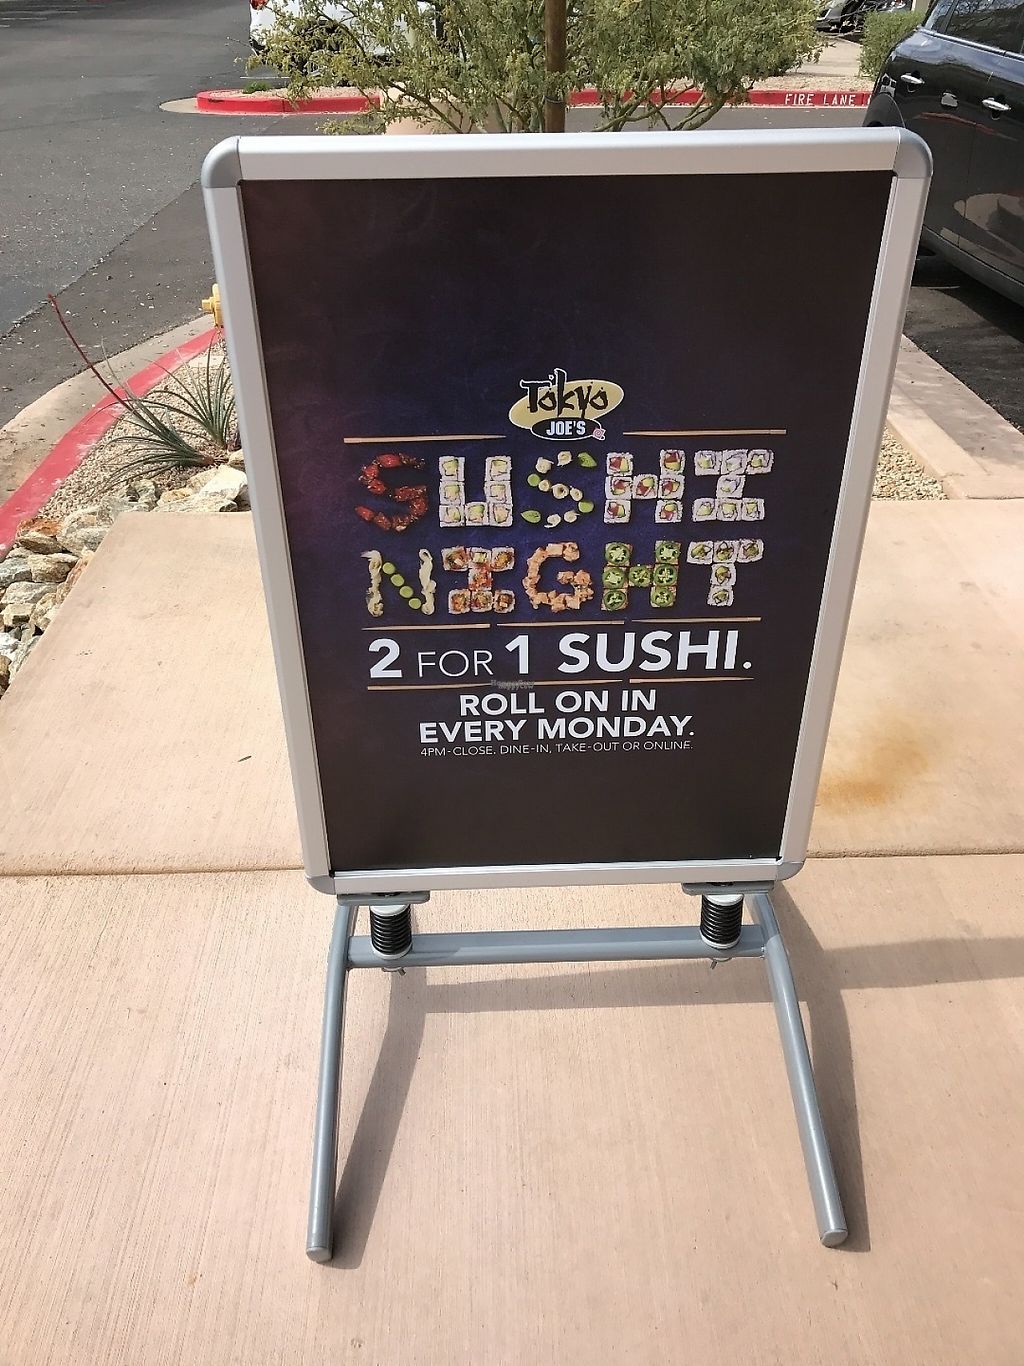 FIRE LANE
Tokyo
JOE'S
SUSHI
NIGHT
2 FOR 1 SUSHI.
HappyCow
ROLL ON IN
EVERY MONDAY.
4PM-CLOSE. DINE-IN, TAKE-OUT OR ONLINE.